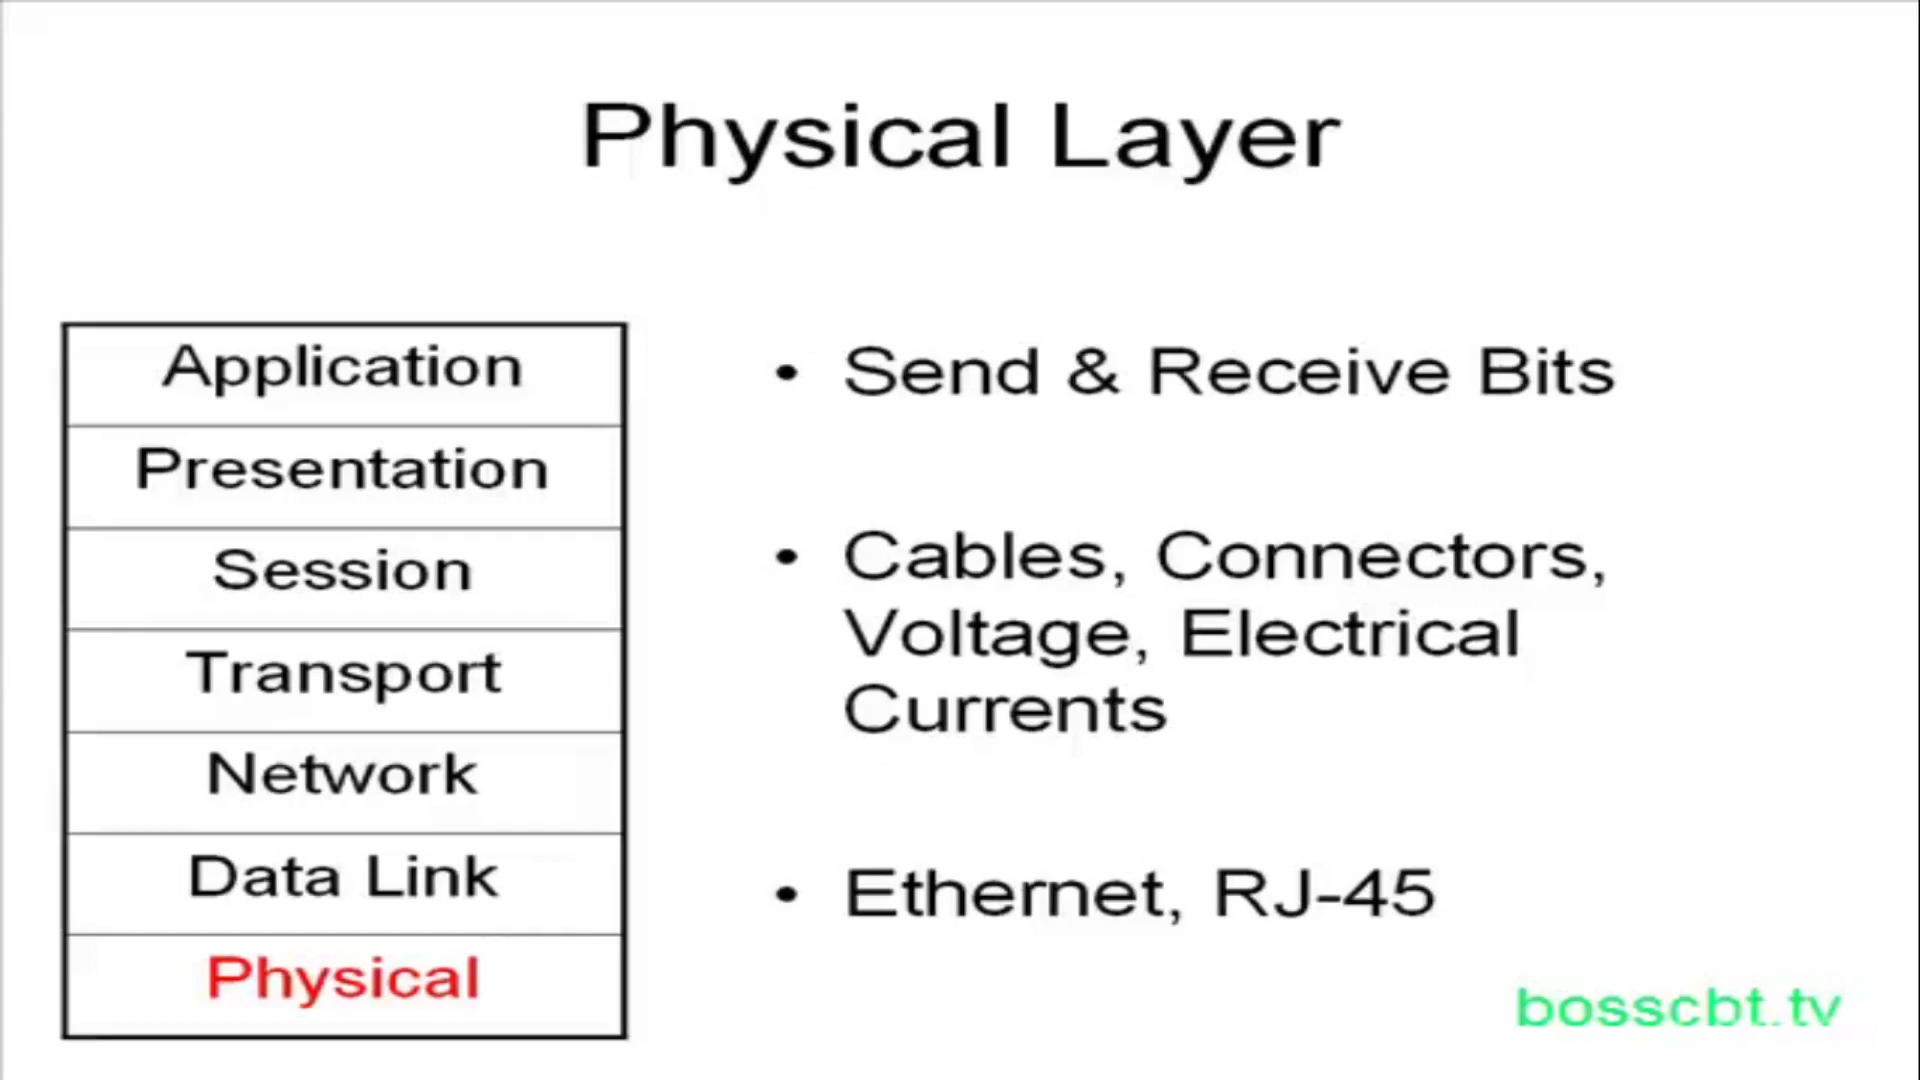 Physical Layer
Application
Presentation
Session
Transport
Network
Data Link
Physical
• Send & Receive Bits
• Cables, Connectors,
Voltage, Electrical
Currents
• Ethernet, RJ-45
bosscbt.tv